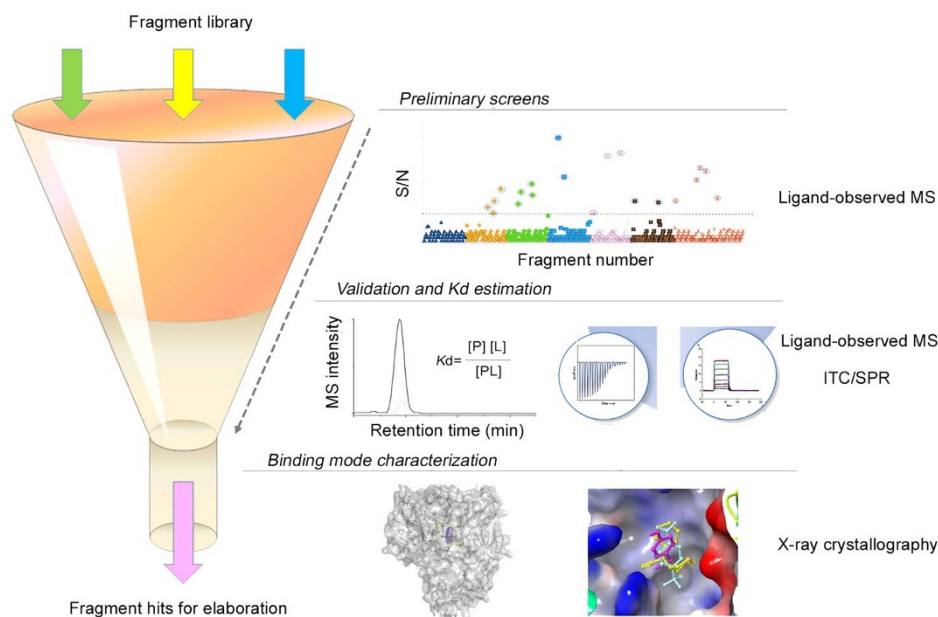 Fragment library
Preliminary screens
S/N
Fragment number
Ligand-observed MS
Validation and Kd estimation
MS intensity
Kd= [P] [L]
[PL]
Retention time (min)
Ligand-observed MS
ITC/SPR
Binding mode characterization
X-ray crystallography
Fragment hits for elaboration